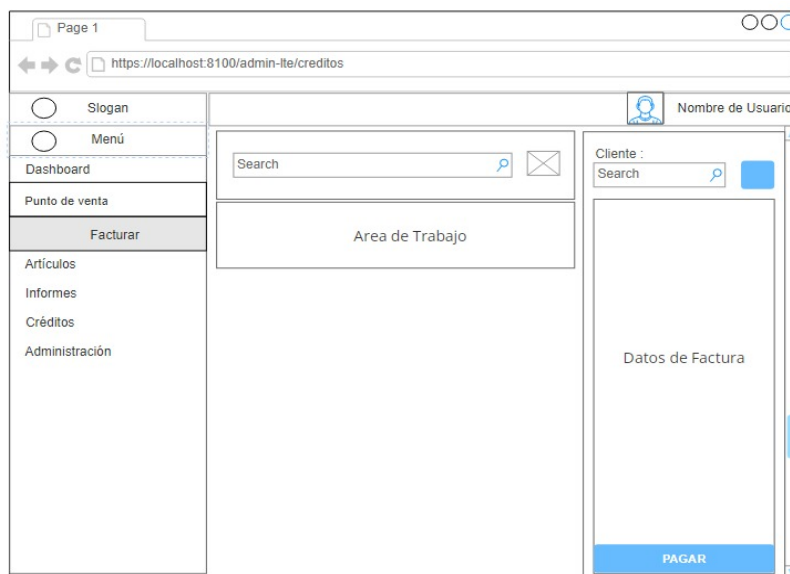 Page 1
https://localhost:8100/admin-lte/creditos
Slogan
Nombre de Usuario
Menú
Dashboard
Punto de venta
Facturar
Artículos
Informes
Créditos
Administración
Search
Area de Trabajo
Cliente :
Search
Datos de Factura
PAGAR